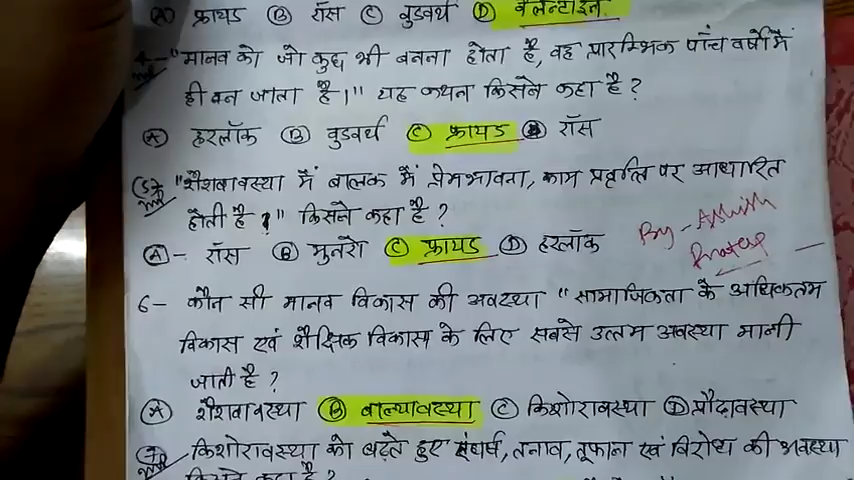 (A) फ्रायड (B) रॉस (C) वुडवर्थ (D) वैलेन्टाइन.
4- "मानव को जो कुछ भी बनना होता है, वह प्रारम्भिक पाँच वर्षों में
ही बन जाता है।" यह कथन किसने कहा है?
(A) हरलॉक (B) वुडवर्थ (C) फ्रायड (D) रॉस
5- "शैशवावस्था में बालक में प्रेमभावना, काम प्रवृत्ति पर आधारित
होती है।" किसने कहा है?
By - Ashish
(A) - रॉस (B) मुनरो (C) फ्रायड (D) हरलॉक
6- कौन सी मानव विकास की अवस्था "सामाजिकता के अधिकतम
विकास एवं शैक्षिक विकास के लिए सबसे उत्तम अवस्था मानी
जाती है?
(A) शैशवावस्था (B) बाल्यावस्था (C) किशोरावस्था (D) प्रौढ़ावस्था
7- किशोरावस्था को बढ़ते हुए संघर्ष, तनाव, तूफान एवं विरोध की अवस्था
किसने कहा है?